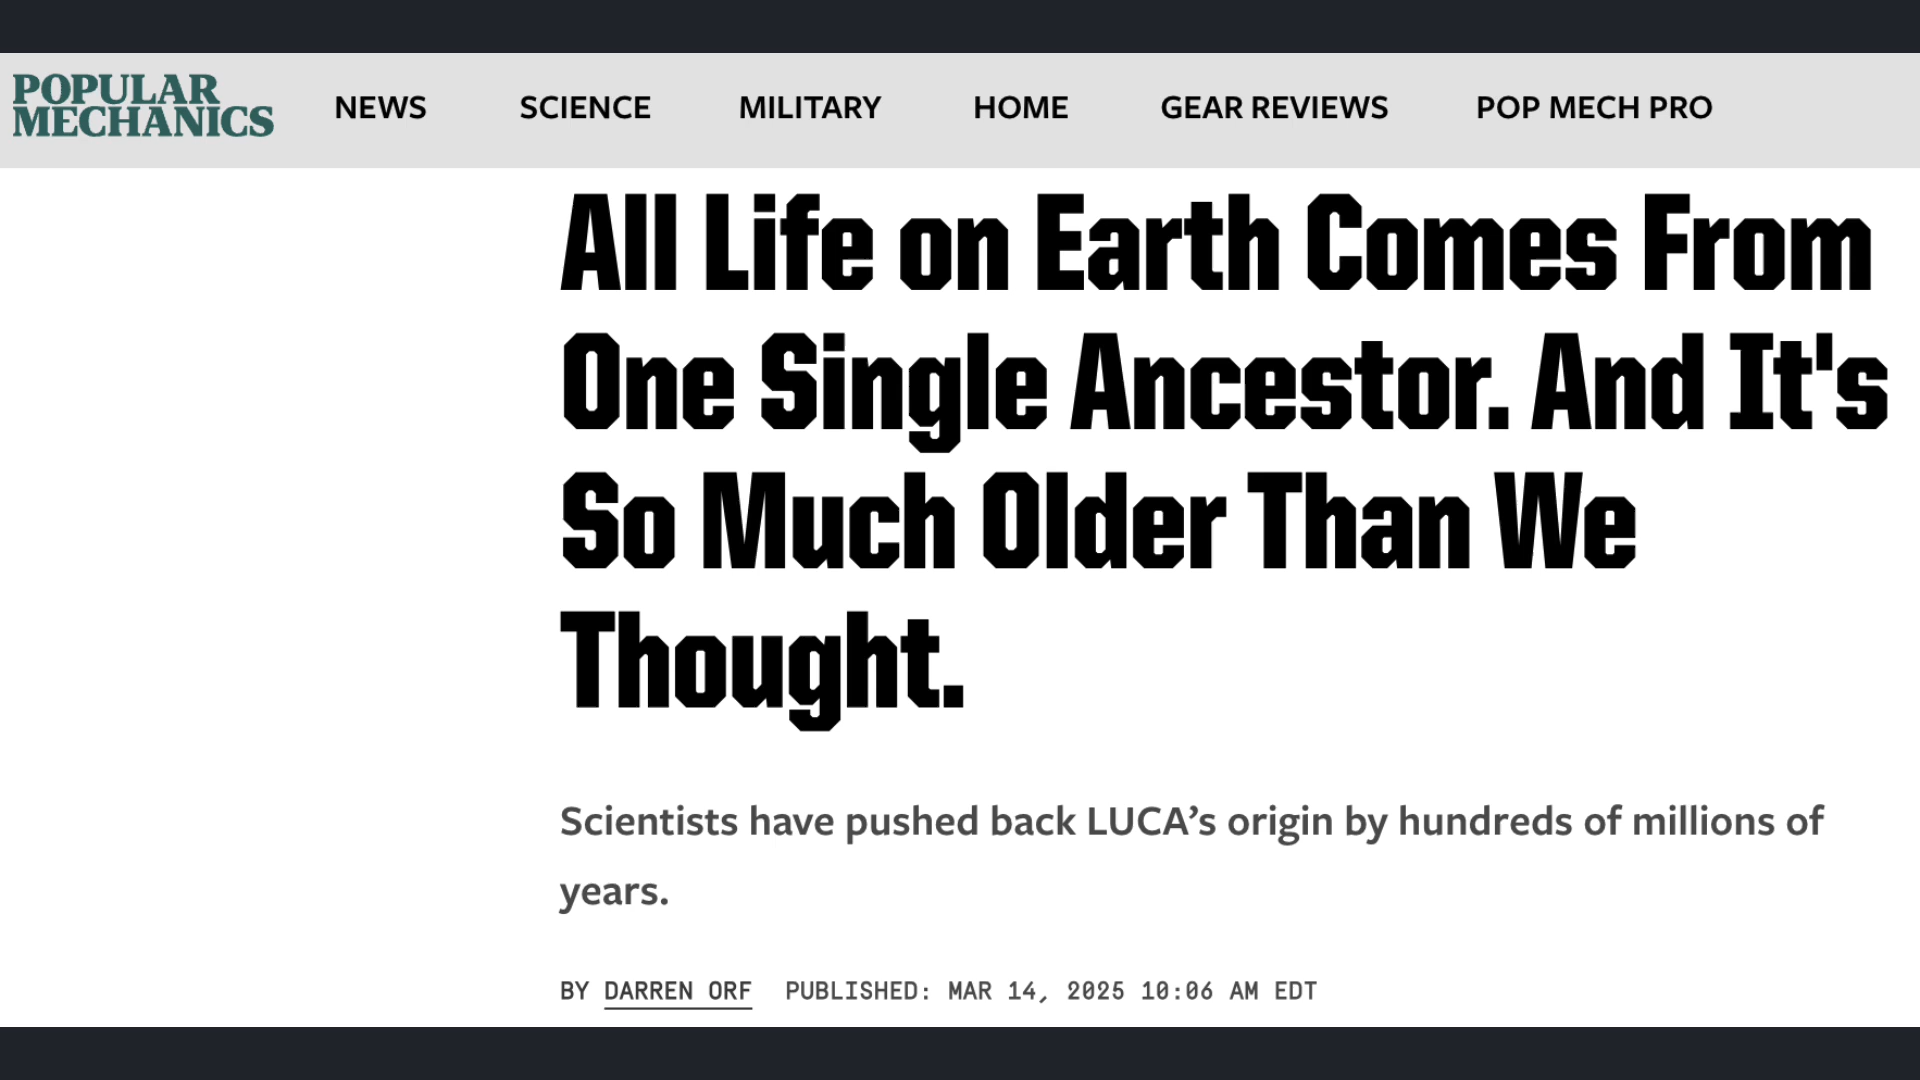 POPULAR
MECHANICS
NEWS SCIENCE MILITARY HOME GEAR REVIEWS POP MECH PRO
All Life on Earth Comes From
One Single Ancestor. And It's
So Much Older Than We
Thought.
Scientists have pushed back LUCA’s origin by hundreds of millions of
years.
BY DARREN ORF PUBLISHED: MAR 14, 2025 10:06 AM EDT